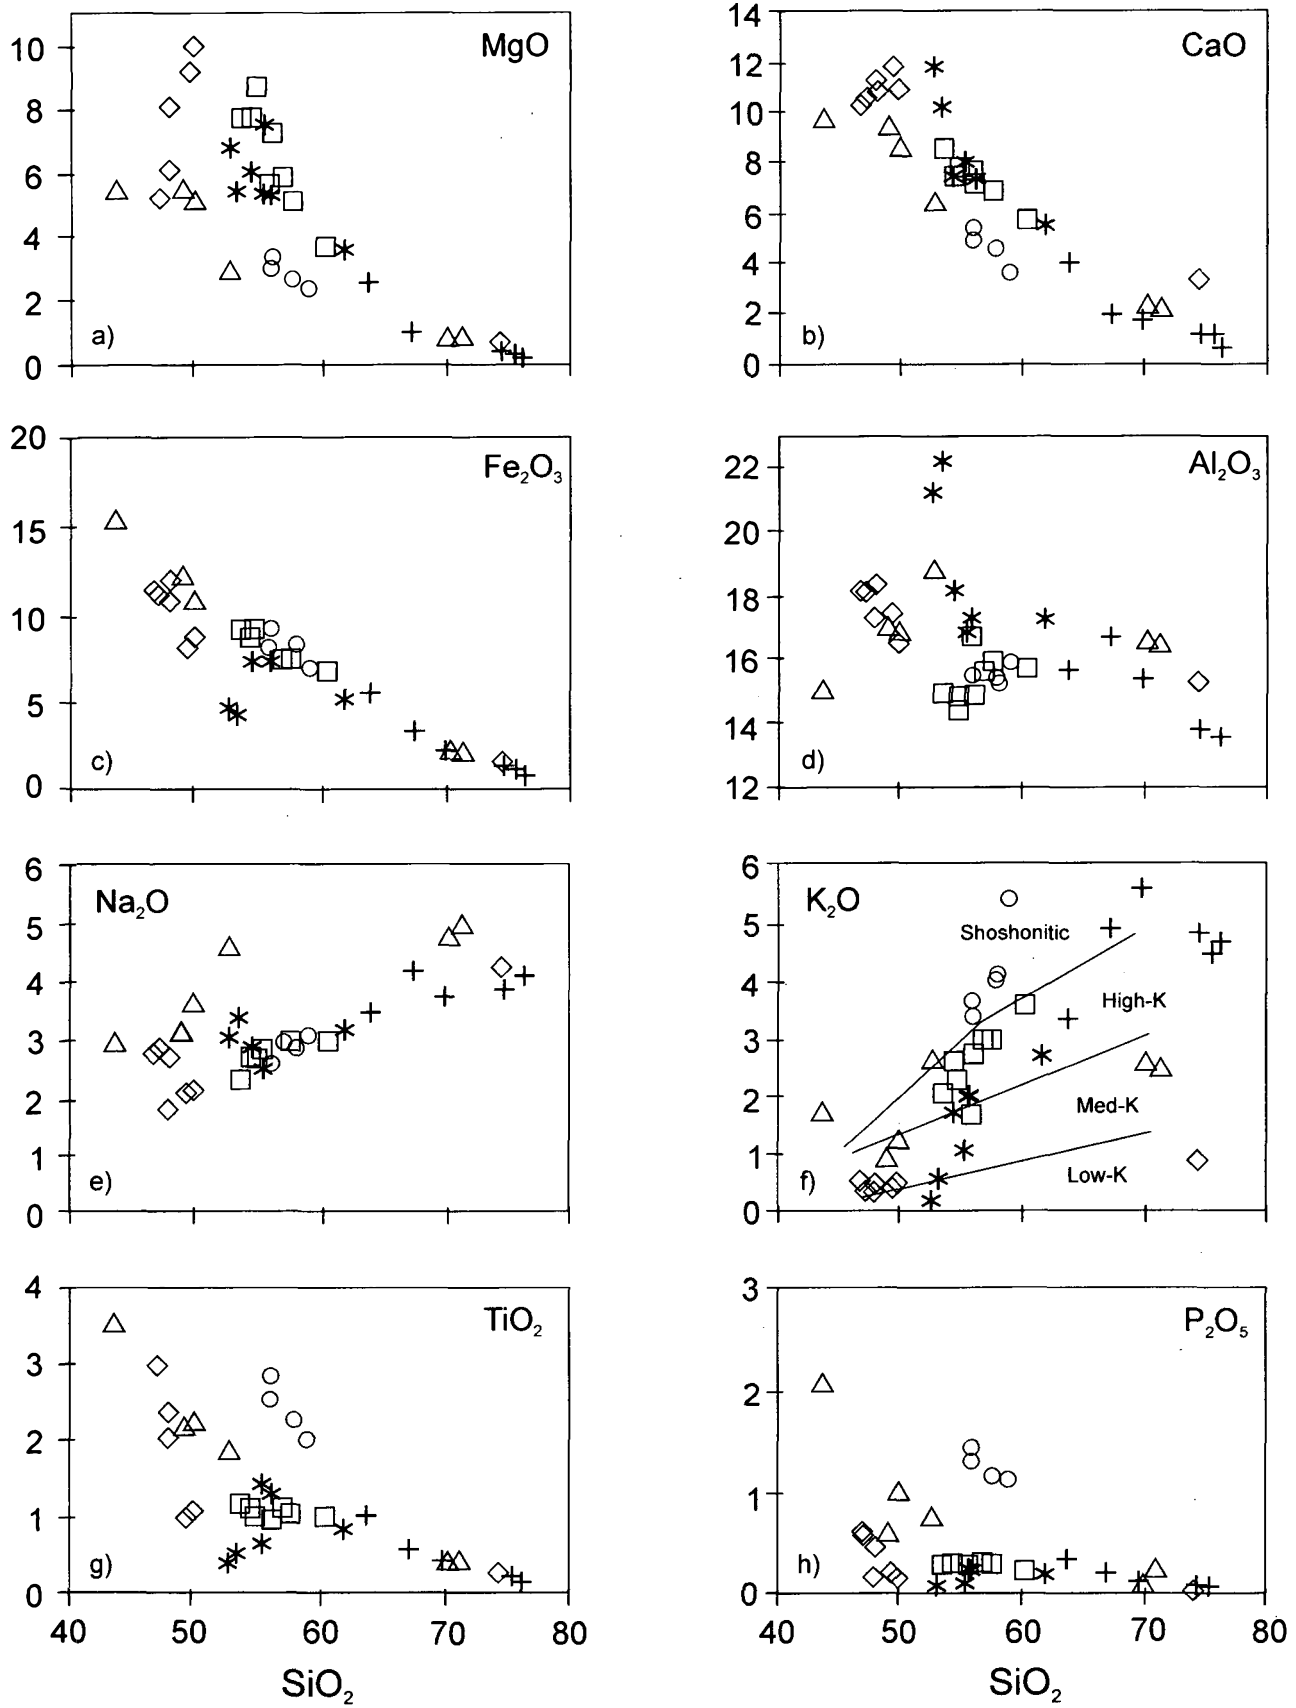 10
8
6
4
2
0
MgO
a)
14
12
10
8
6
4
2
0
CaO
b)
20
15
10
5
0
Fe₂O₃
c)
22
20
18
16
14
12
Al₂O₃
d)
6
5
4
3
2
1
0
Na₂O
e)
6
5
4
3
2
1
0
K₂O
Shoshonitic
High-K
Med-K
Low-K
f)
4
3
2
1
0
TiO₂
g)
40 50 60 70 80
SiO₂
3
2
1
0
P₂O₅
h)
40 50 60 70 80
SiO₂